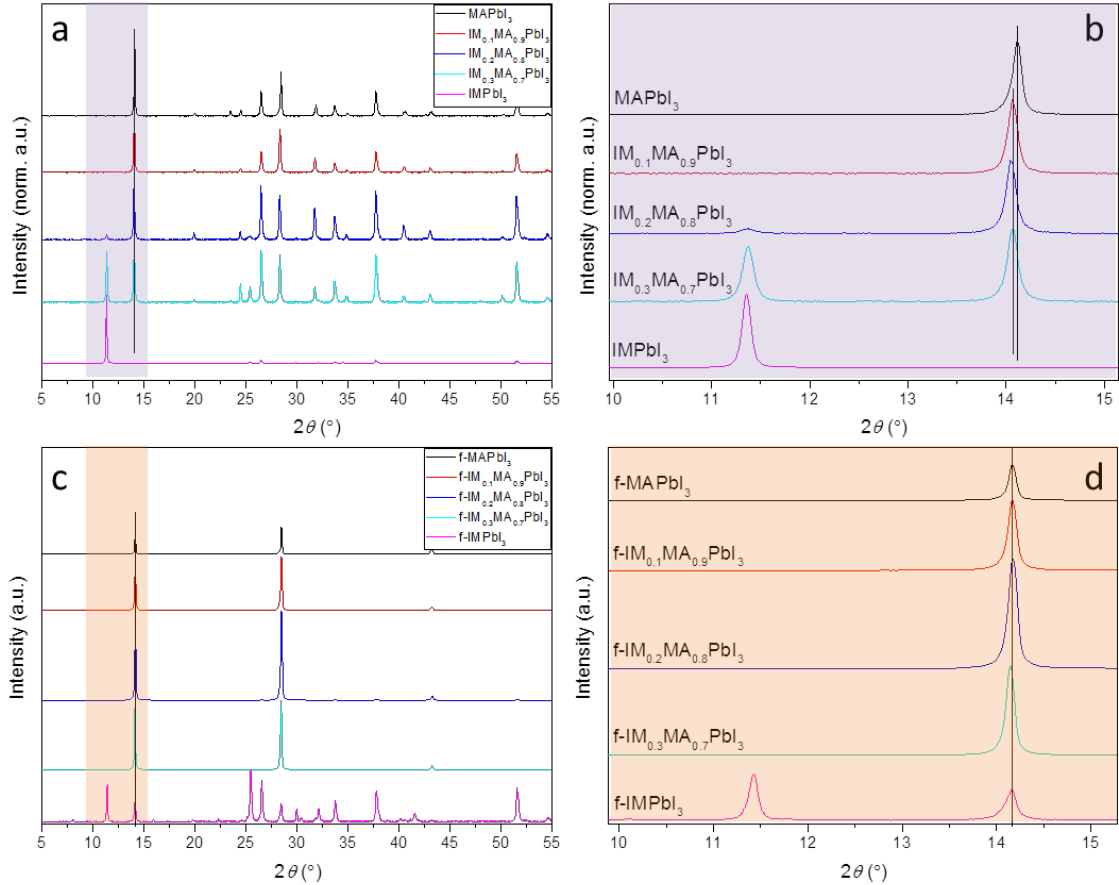 a
MAPbI₃
IM₀.₁MA₀.₉PbI₃
IM₀.₂MA₀.₈PbI₃
IM₀.₃MA₀.₇PbI₃
IMPbI₃
Intensity (norm. a.u.)
5 10 15 20 25 30 35 40 45 50 55
2θ (°)
b
MAPbI₃
IM₀.₁MA₀.₉PbI₃
IM₀.₂MA₀.₈PbI₃
IM₀.₃MA₀.₇PbI₃
IMPbI₃
Intensity (norm. a.u.)
10 11 12 13 14 15
2θ (°)
c
f-MAPbI₃
f-IM₀.₁MA₀.₉PbI₃
f-IM₀.₂MA₀.₈PbI₃
f-IM₀.₃MA₀.₇PbI₃
f-IMPbI₃
Intensity (a.u.)
5 10 15 20 25 30 35 40 45 50 55
2θ (°)
d
f-MAPbI₃
f-IM₀.₁MA₀.₉PbI₃
f-IM₀.₂MA₀.₈PbI₃
f-IM₀.₃MA₀.₇PbI₃
f-IMPbI₃
Intensity (a.u.)
10 11 12 13 14 15
2θ (°)